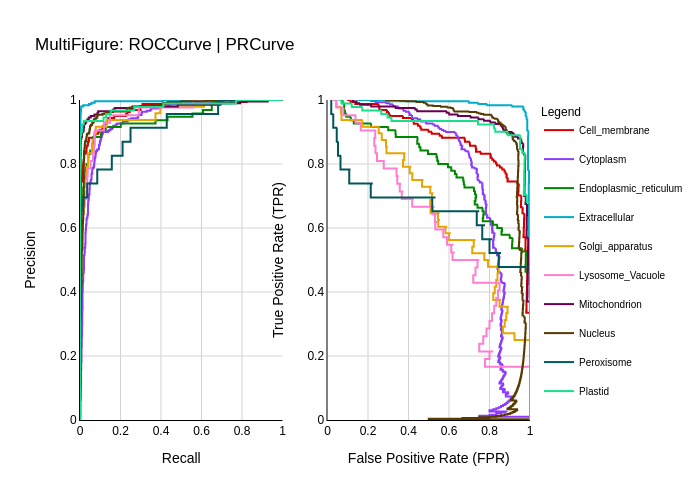 MultiFigure: ROCCurve | PRCurve
Precision
1
0.8
0.6
0.4
0.2
0
0 0.2 0.4 0.6 0.8 1
Recall
True Positive Rate (TPR)
1
0.8
0.6
0.4
0.2
0
0 0.2 0.4 0.6 0.8 1
False Positive Rate (FPR)
Legend
Cell_membrane
Cytoplasm
Endoplasmic_reticulum
Extracellular
Golgi_apparatus
Lysosome_Vacuole
Mitochondrion
Nucleus
Peroxisome
Plastid